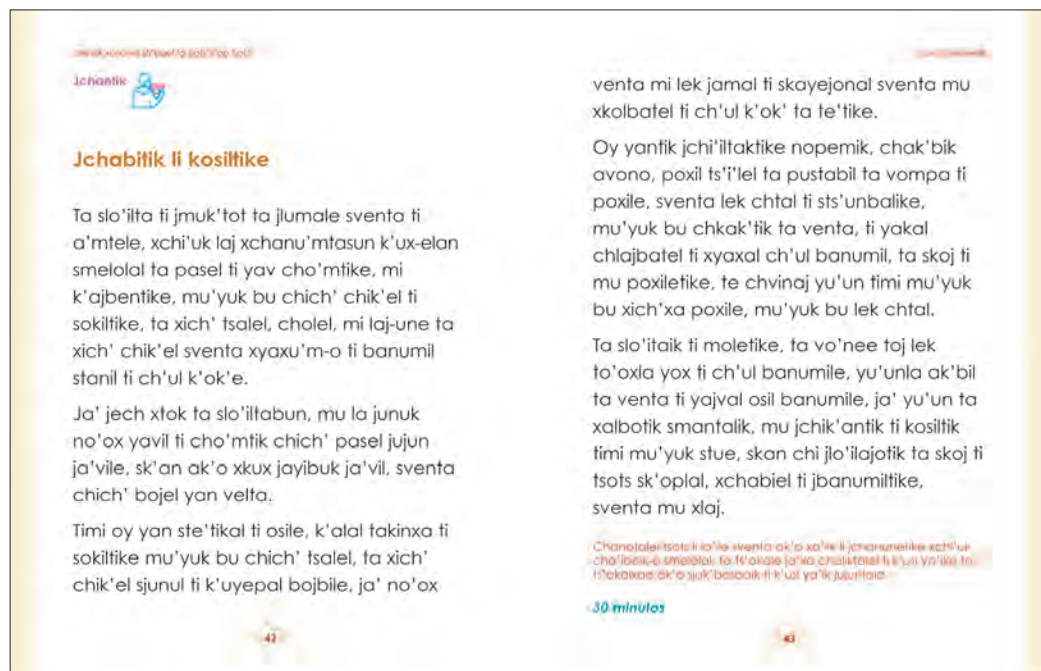 Jchantik
Jchabitik li kosiltike
Ta slo'ilta ti jmuk'tot ta jlumale sventa ti
a'mtele, xchi'uk laj xchanu'mtasun k'ux-elan
smelolal ta pasel ti yav cho'mtike, mi
k'ajbentike, mu'yuk bu chich' chik'el ti
sokiltike, ta xich' tsalel, cholel, mi laj-une ta
xich' chik'el sventa xyaxu'm-o ti banumil
stanil ti ch'ul k'ok'e.
Ja' jech xtok ta slo'iltabun, mu la junuk
no'ox yavil ti cho'mtik chich' pasel jujun
ja'vile, sk'an ak'o xkux jayibuk ja'vil, sventa
chich' bojel yan velta.
Timi oy yan ste'tikal ti osile, k'alal takinxa ti
sokiltike mu'yuk bu chich' tsalel, ta xich'
chik'el sjunul ti k'uyepal bojbile, ja' no'ox
42
venta mi lek jamal ti skayejonal sventa mu
xkolbatel ti ch'ul k'ok' ta te'tike.
Oy yantik jchi'iltaktike nopemik, chak'bik
avono, poxil ts'i'lel ta pustabil ta vompa ti
poxile, sventa lek chtal ti sts'unbalike,
mu'yuk bu chkak'tik ta venta, ti yakal
chlajbatel ti xyaxal ch'ul banumil, ta skoj ti
mu poxiletike, te chvinaj yu'un timi mu'yuk
bu xich'xa poxile, mu'yuk bu lek chtal.
Ta slo'itaik ti moletike, ta vo'nee toj lek
to'oxla yox ti ch'ul banumile, yu'unla ak'bil
ta venta ti yajval osil banumile, ja' yu'un ta
xalbotik smantalik, mu jchik'antik ti kosiltik
timi mu'yuk stue, skan chi jlo'ilajotik ta skoj ti
tsots sk'oplal, xchabiel ti jbanumiltike,
sventa mu xlaj.
30 minutos
43